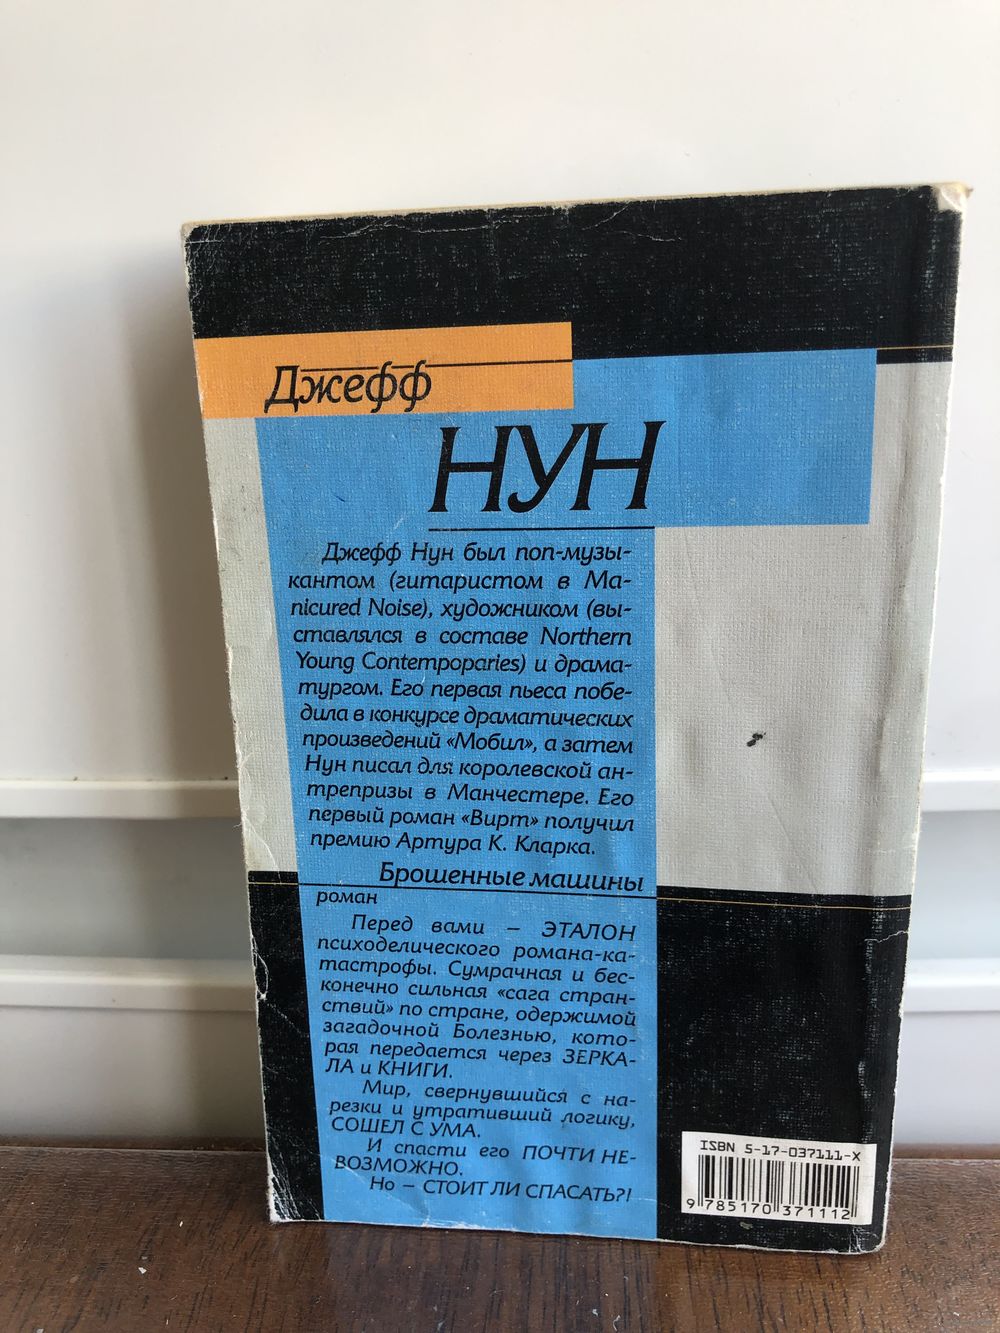 Джефф
НУН
Джефф Нун был поп-музы-
кантом (гитаристом в Ma-
nicured Noise), художником (вы-
ставлялся в составе Northern
Young Contempoparies) и драма-
тургом. Его первая пьеса побе-
дила в конкурсе драматических
произведений «Мобил», а затем
Нун писал для королевской ан-
трепризы в Манчестере. Его
первый роман «Вирт» получил
премию Артура К. Кларка.
Брошенные машины
роман
Перед вами – ЭТАЛОН
психоделического романа-ка-
тастрофы. Сумрачная и бес-
конечно сильная «сага стран-
ствий» по стране, одержимой
загадочной Болезнью, кото-
рая передается через ЗЕРКА-
ЛА и КНИГИ.
Мир, свернувшийся с на-
резки и утративший логику,
СОШЕЛ С УМА.
И спасти его ПОЧТИ НЕ-
ВОЗМОЖНО.
Но – СТОИТ ЛИ СПАСАТЬ?!
ISBN 5-17-037111-X
9 785170 371112